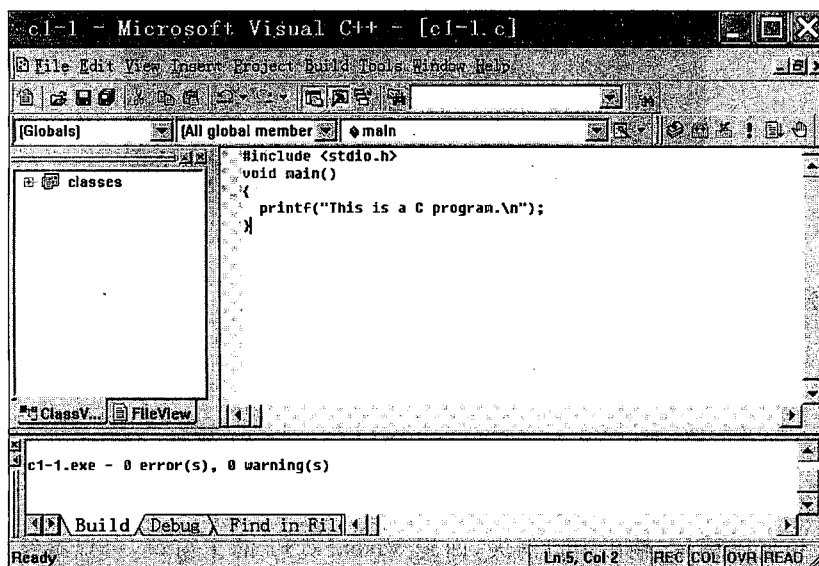 c1-1 - Microsoft Visual C++ - [c1-1.c]
File Edit View Insert Project Build Tools Window Help
(Globals) (All global member main
classes
#include <stdio.h>
void main()
{
printf("This is a C program.\n");
}
ClassV... FileView
c1-1.exe - 0 error(s), 0 warning(s)
Build Debug Find in Fil
Ready Ln 5, Col 2 REC COL OVR READ